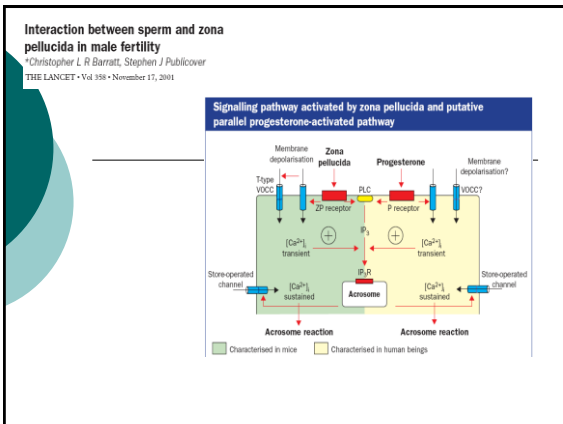 Interaction between sperm and zona
pellucida in male fertility
*Christopher L R Barratt, Stephen J Publicover
THE LANCET • Vol 358 • November 17, 2001
Signalling pathway activated by zona pellucida and putative
parallel progesterone-activated pathway
Membrane
depolarisation
Zona
pellucida
Progesterone
Membrane
depolarisation?
T-type
VOCC
PLC
VOCC?
ZP receptor
P receptor
IP3
[Ca2+]i
transient
+
+
[Ca2+]i
transient
IP3R
Store-operated
channel
[Ca2+]i
sustained
Acrosome
[Ca2+]i
sustained
Store-operated
channel
Acrosome reaction
Acrosome reaction
Characterised in mice
Characterised in human beings